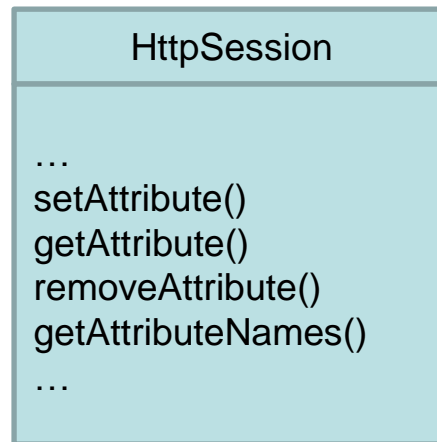 HttpSession
…
setAttribute()
getAttribute()
removeAttribute()
getAttributeNames()
…